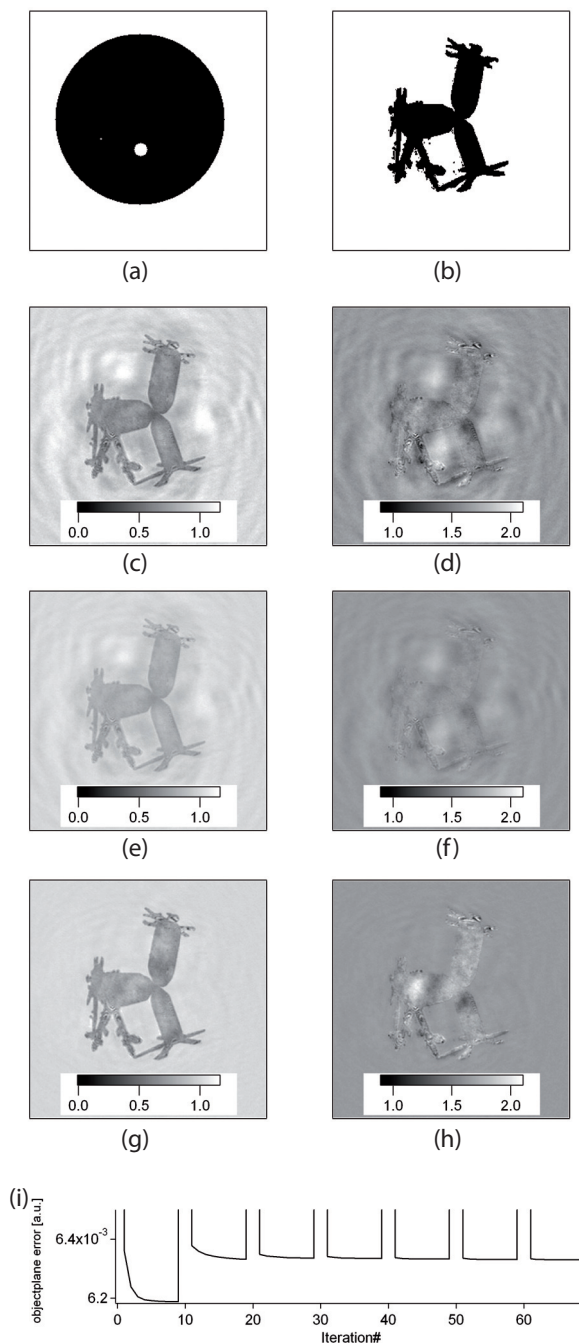 (a)
(b)
0.0 0.5 1.0
1.0 1.5 2.0
(c)
(d)
0.0 0.5 1.0
1.0 1.5 2.0
(e)
(f)
0.0 0.5 1.0
1.0 1.5 2.0
(g)
(h)
(i)
objectplane error [a.u.]
6.4x10⁻³
6.2
0 10 20 30 40 50 60
Iteration#